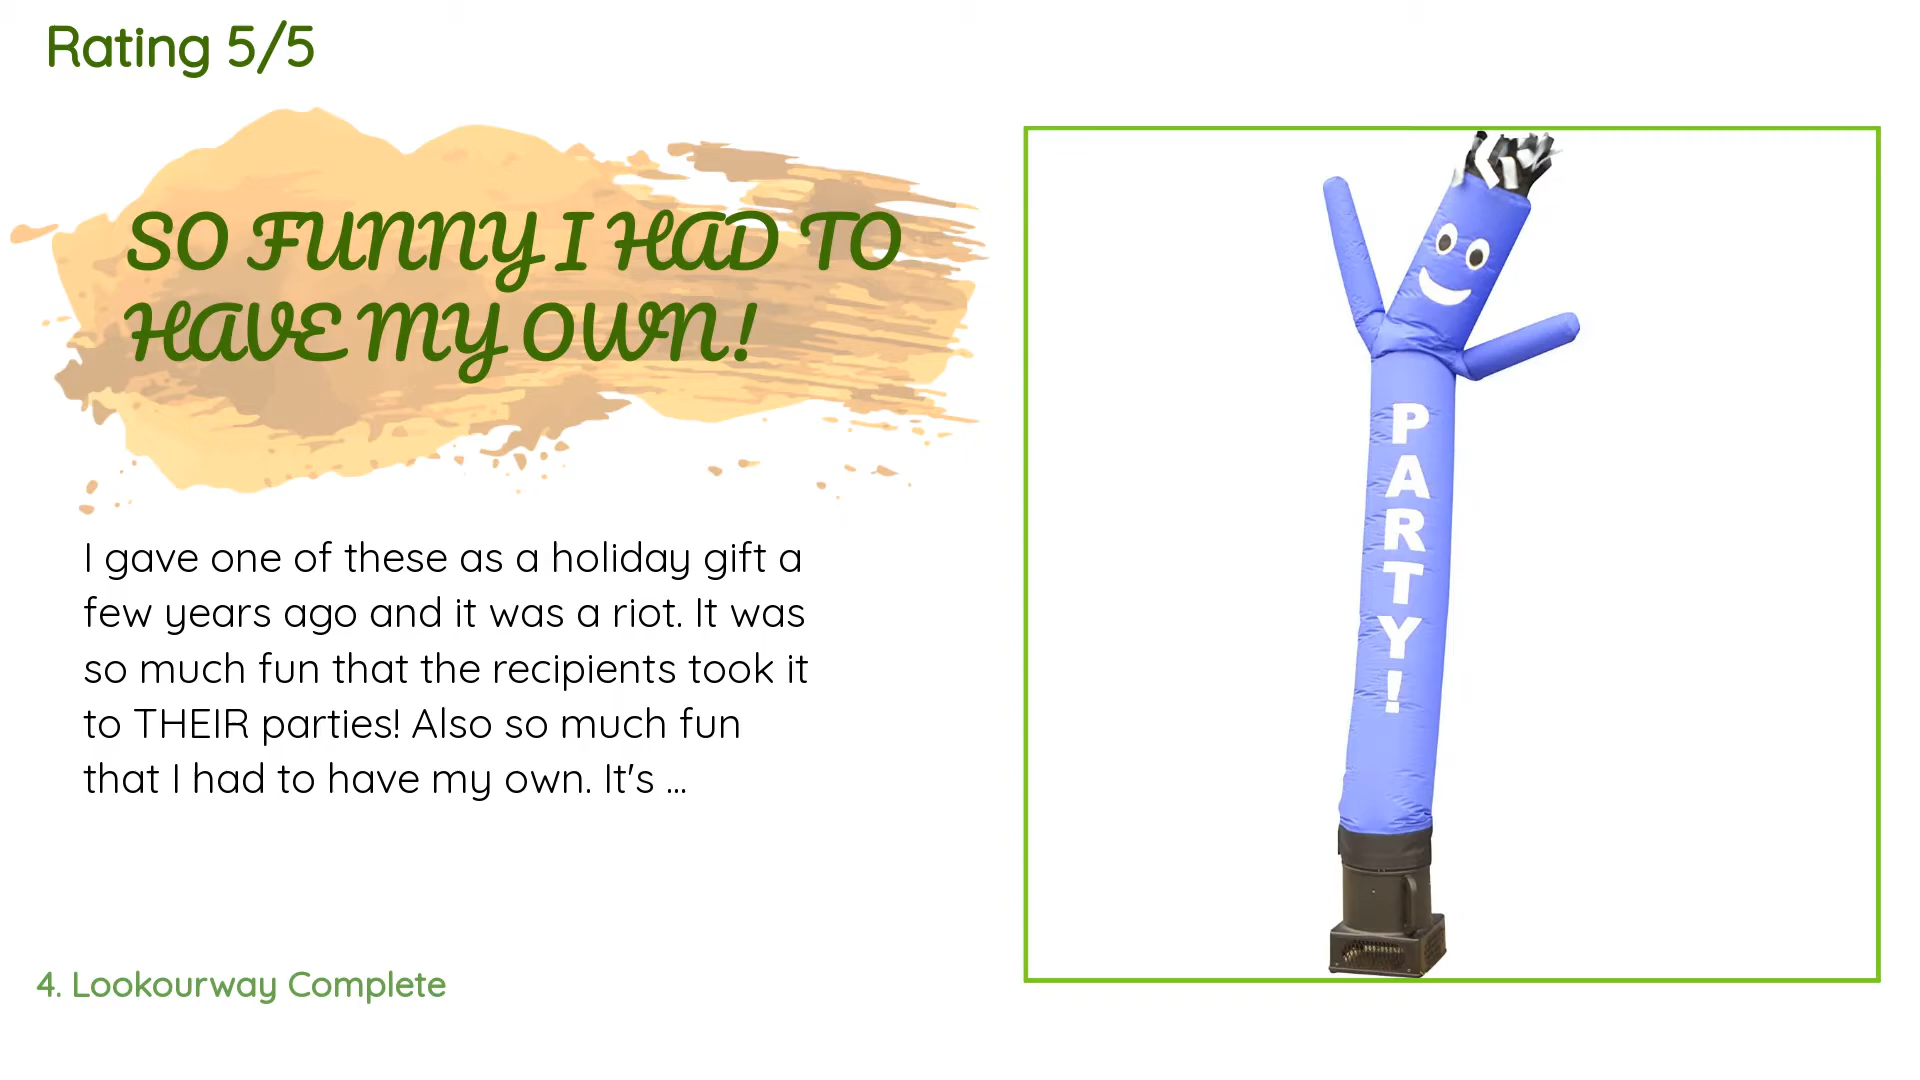 Rating 5/5
SO FUNNY I HAD TO
HAVE MY OWN!
I gave one of these as a holiday gift a
few years ago and it was a riot. It was
so much fun that the recipients took it
to THEIR parties! Also so much fun
that I had to have my own. It's ...
PARTY!
4. Lookourway Complete